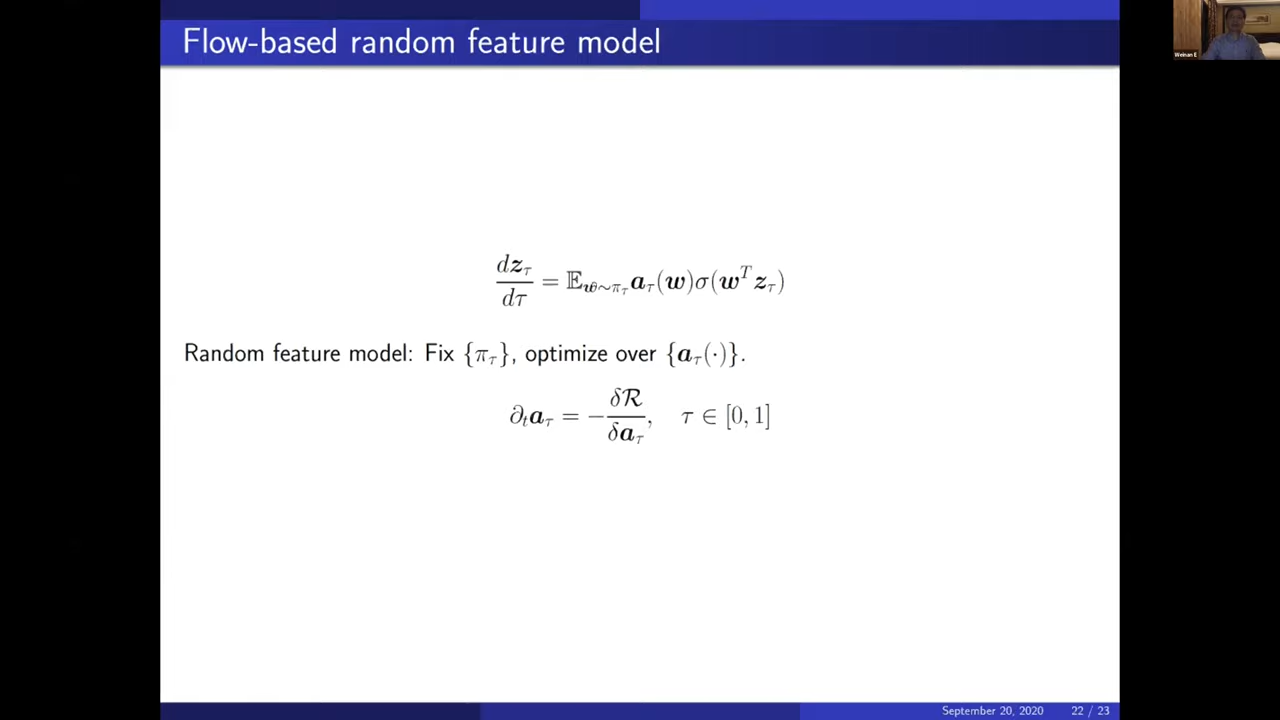 Flow-based random feature model
Weinan E
d𝒛_τ/dτ = 𝔼_{𝒘∼π_τ} 𝒂_τ(𝒘)σ(𝒘^T 𝒛_τ)
Random feature model: Fix {π_τ}, optimize over {𝒂_τ(·)}.
∂_t 𝒂_τ = −δℛ/δ𝒂_τ, τ ∈ [0, 1]
September 20, 2020 22 / 23